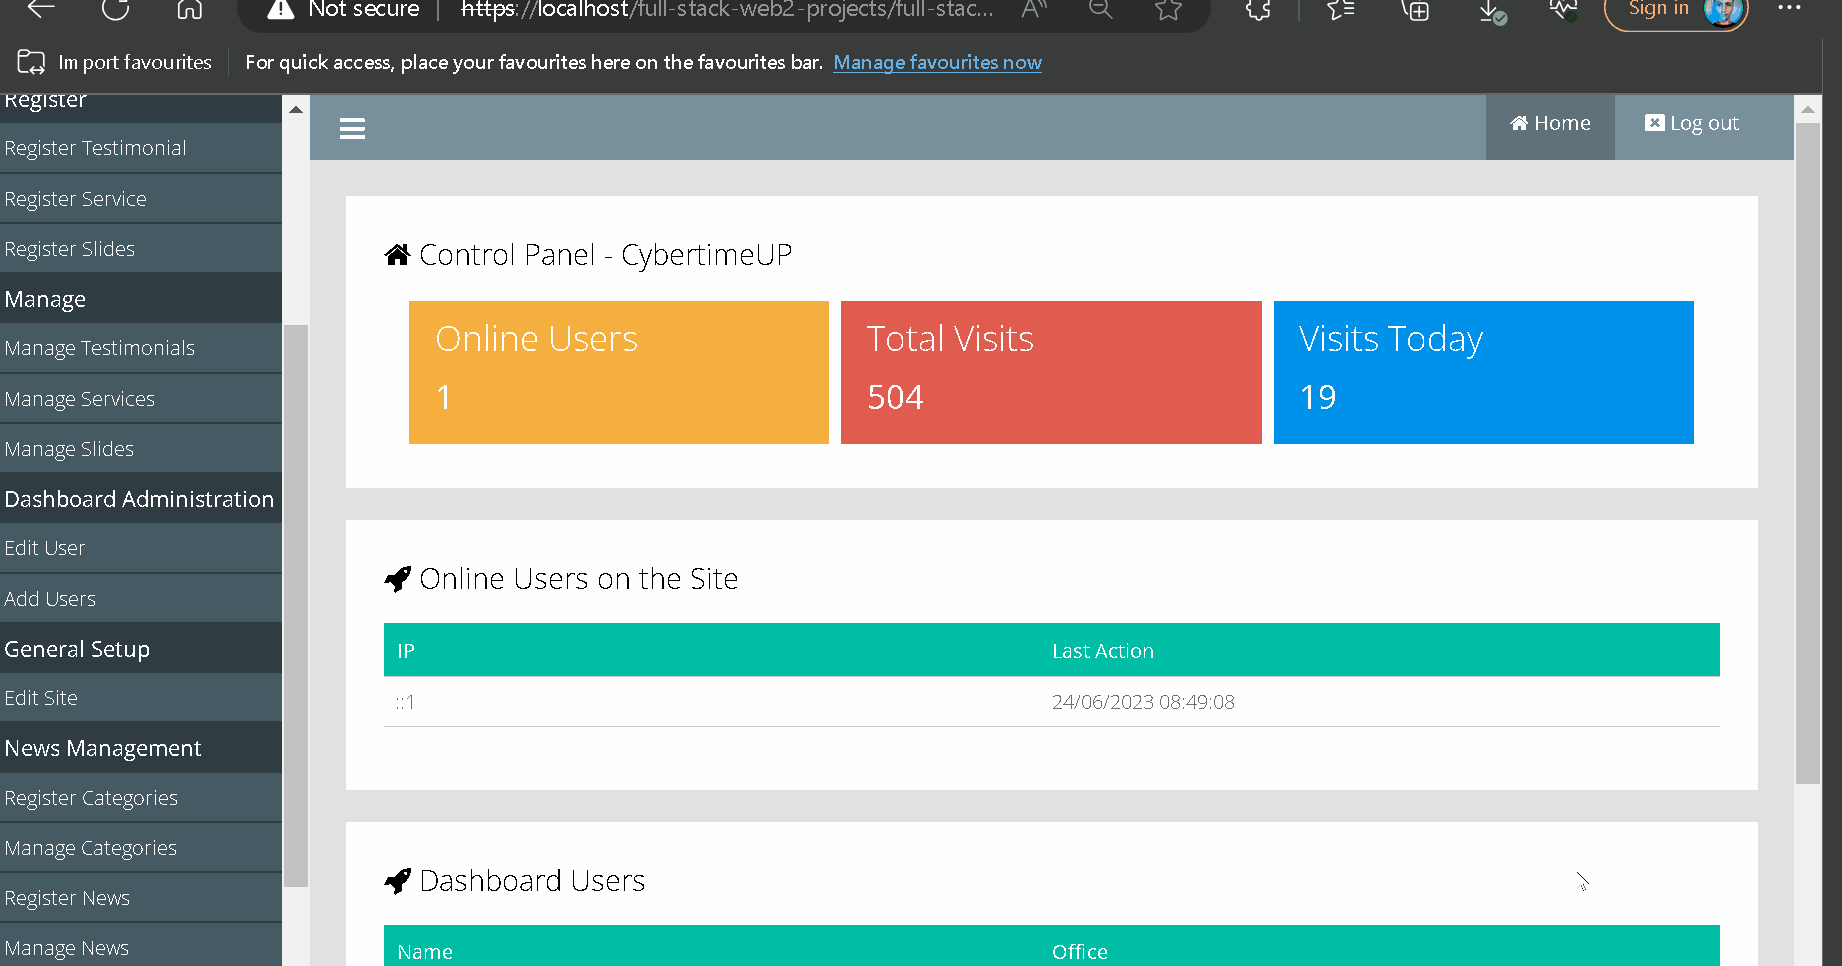 Not secure
https://localhost/full-stack-web2-projects/full-stac...
Sign in
Import favourites
For quick access, place your favourites here on the favourites bar. Manage favourites now
Register
Register Testimonial
Register Service
Register Slides
Manage
Manage Testimonials
Manage Services
Manage Slides
Dashboard Administration
Edit User
Add Users
General Setup
Edit Site
News Management
Register Categories
Manage Categories
Register News
Manage News
Home
Log out
Control Panel - CybertimeUP
Online Users
1
Total Visits
504
Visits Today
19
Online Users on the Site
IP Last Action
::1 24/06/2023 08:49:08
Dashboard Users
Name Office